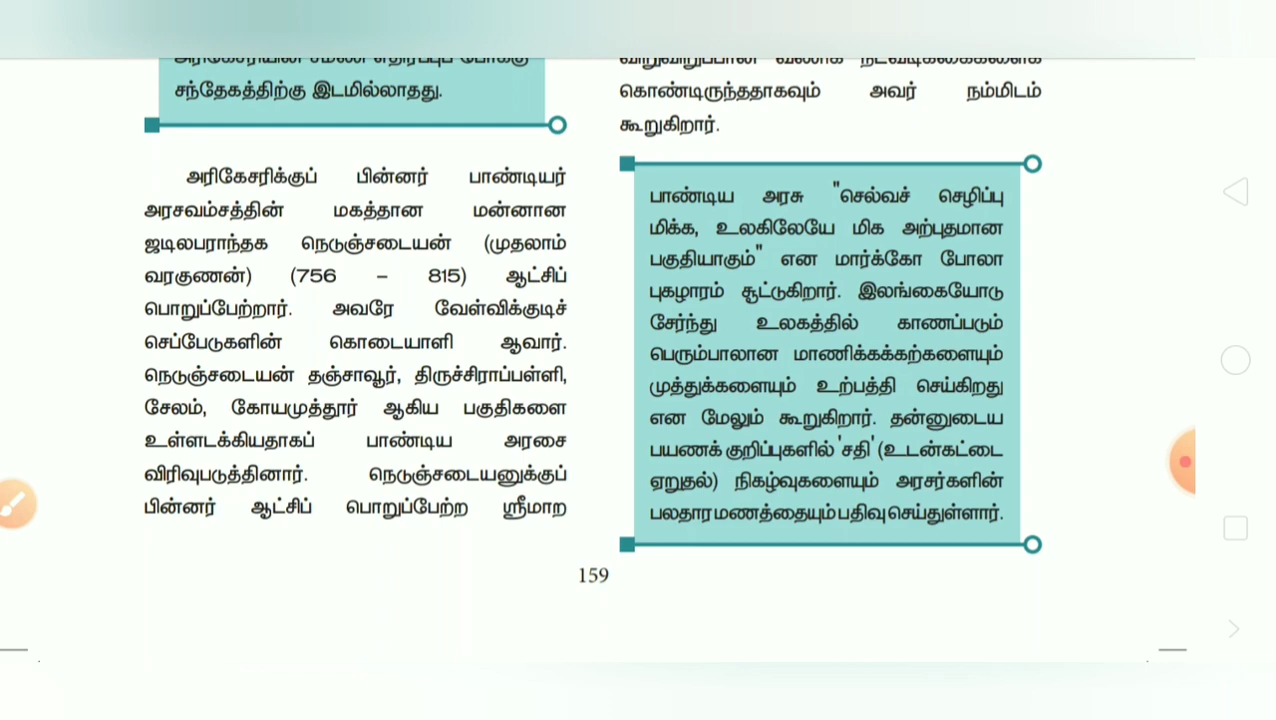 சந்தேகத்திற்கு இடமில்லாதது.
அரிகேசரிக்குப் பின்னர் பாண்டியர்
அரசவம்சத்தின் மகத்தான மன்னான
ஜடிலபராந்தக நெடுஞ்சடையன் (முதலாம்
வரகுணன்) (756 – 815) ஆட்சிப்
பொறுப்பேற்றார். அவரே வேள்விக்குடிச்
செப்பேடுகளின் கொடையாளி ஆவார்.
நெடுஞ்சடையன் தஞ்சாவூர், திருச்சிராப்பள்ளி,
சேலம், கோயமுத்தூர் ஆகிய பகுதிகளை
உள்ளடக்கியதாகப் பாண்டிய அரசை
விரிவுபடுத்தினார். நெடுஞ்சடையனுக்குப்
பின்னர் ஆட்சிப் பொறுப்பேற்ற ஸ்ரீமாற
கொண்டிருந்ததாகவும் அவர் நம்மிடம்
கூறுகிறார்.
பாண்டிய அரசு "செல்வச் செழிப்பு
மிக்க, உலகிலேயே மிக அற்புதமான
பகுதியாகும்" என மார்க்கோ போலா
புகழாரம் சூட்டுகிறார். இலங்கையோடு
சேர்ந்து உலகத்தில் காணப்படும்
பெரும்பாலான மாணிக்கக்கற்களையும்
முத்துக்களையும் உற்பத்தி செய்கிறது
என மேலும் கூறுகிறார். தன்னுடைய
பயணக் குறிப்புகளில் 'சதி' (உடன்கட்டை
ஏறுதல்) நிகழ்வுகளையும் அரசர்களின்
பலதார மணத்தையும் பதிவு செய்துள்ளார்.
159